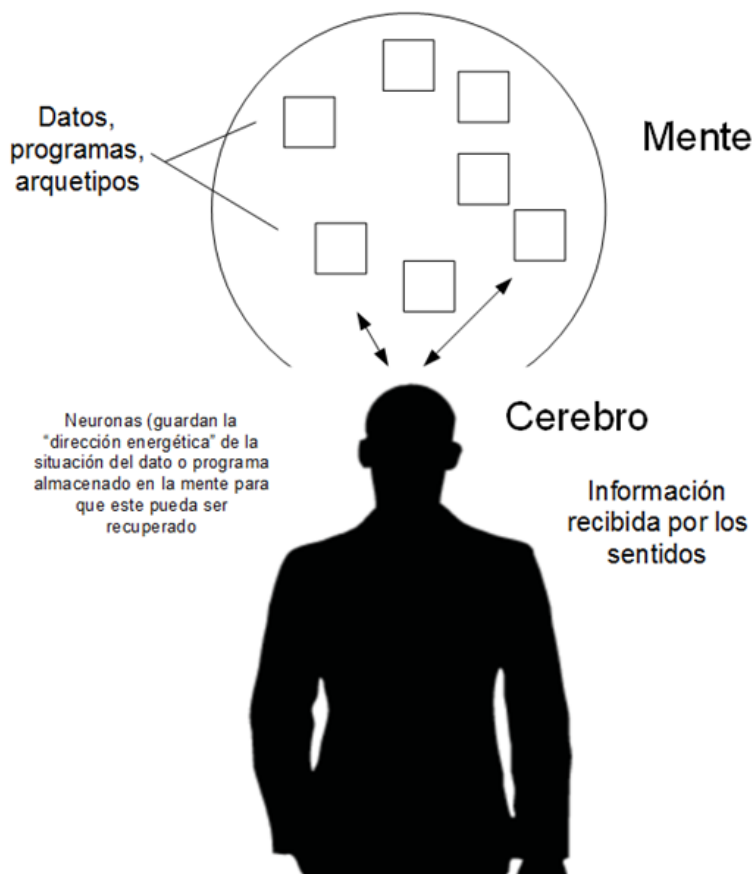 Datos,
programas,
arquetipos
Mente
Cerebro
Neuronas (guardan la
"dirección energética" de la
situación del dato o programa
almacenado en la mente para
que este pueda ser
recuperado
Información
recibida por los
sentidos